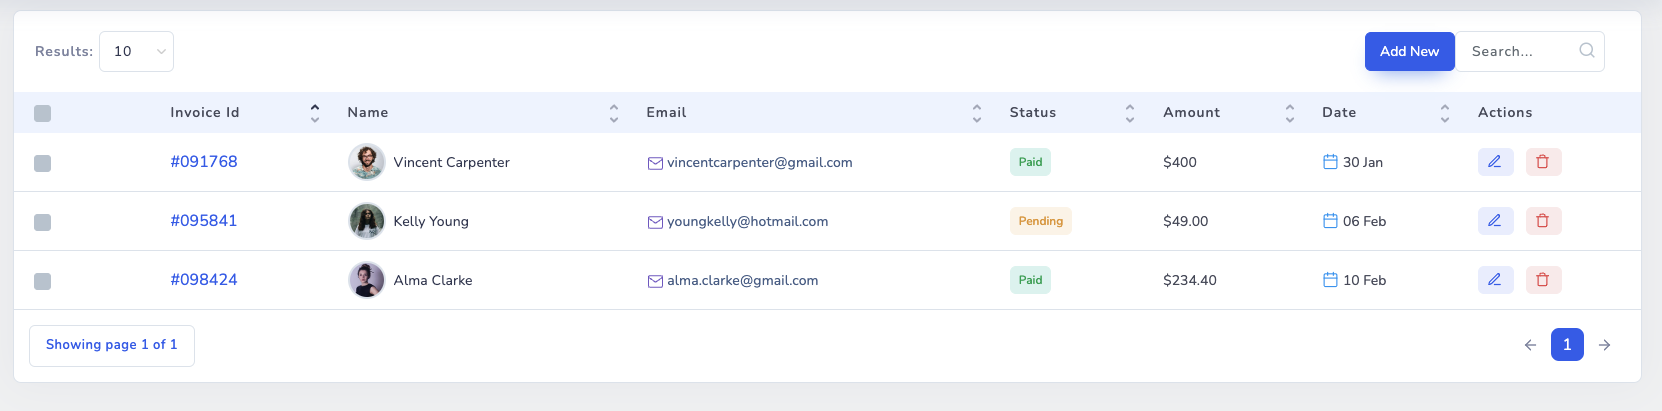 Results: 10 Add New Search...
Invoice Id Name Email Status Amount Date Actions
#091768 Vincent Carpenter vincentcarpenter@gmail.com Paid $400 30 Jan
#095841 Kelly Young youngkelly@hotmail.com Pending $49.00 06 Feb
#098424 Alma Clarke alma.clarke@gmail.com Paid $234.40 10 Feb
Showing page 1 of 1 1